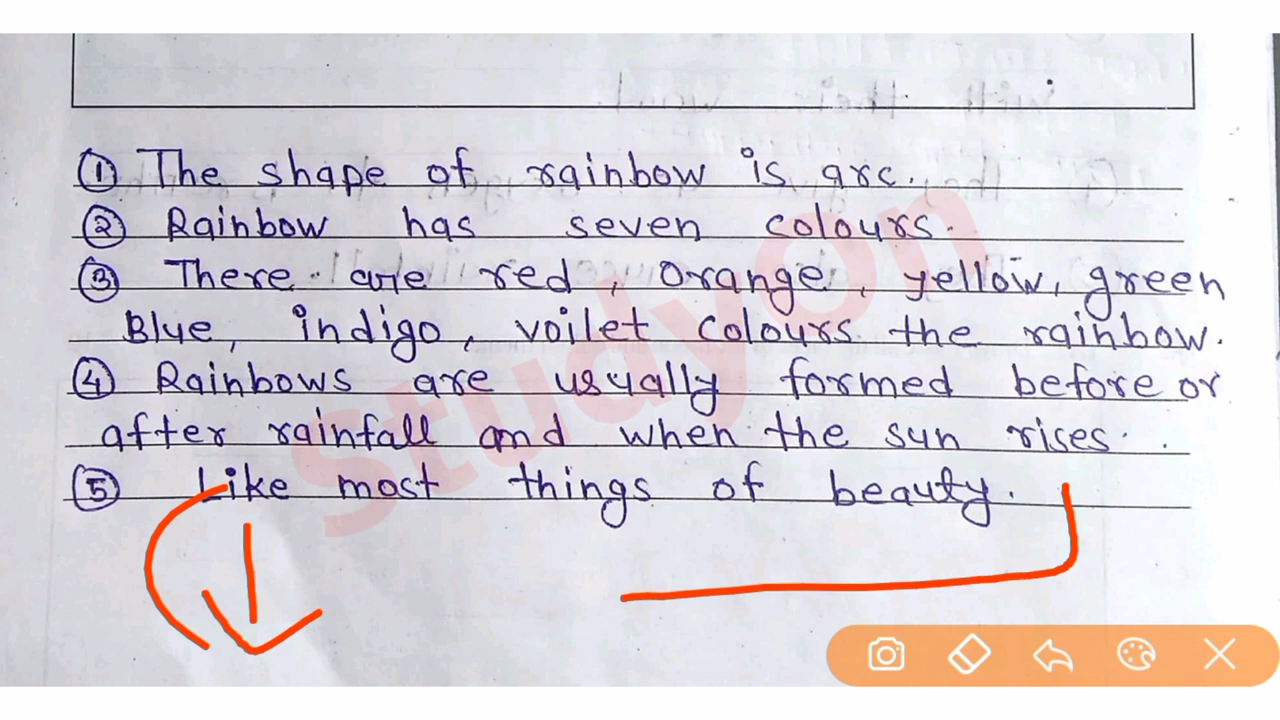 ① The shape of rainbow is arc.
② Rainbow has seven colours.
③ There are red, orange, yellow, green
Blue, indigo, voilet colours the rainbow.
④ Rainbows are usually formed before or
after rainfall and when the sun rises.
⑤ Like most things of beauty.
Studyon